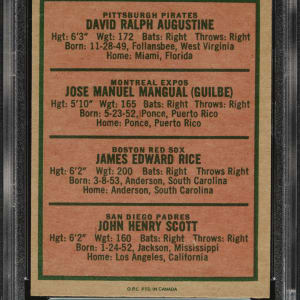 PITTSBURGH PIRATES
DAVID RALPH AUGUSTINE
Hgt: 6'3" Wgt: 172 Bats: Right Throws: Right
Born: 11-28-49, Follansbee, West Virginia
Home: Miami, Florida
MONTREAL EXPOS
JOSE MANUEL MANGUAL (GUILBE)
Hgt: 5'10" Wgt: 165 Bats: Right Throws: Right
Born: 5-23-52, Ponce, Puerto Rico
Home: Ponce, Puerto Rico
BOSTON RED SOX
JAMES EDWARD RICE
Hgt: 6'2" Wgt: 200 Bats: Right Throws: Right
Born: 3-8-53, Anderson, South Carolina
Home: Anderson, South Carolina
SAN DIEGO PADRES
JOHN HENRY SCOTT
Hgt: 6'2" Wgt: 160 Bats: Right Throws: Right
Born: 1-24-52, Jackson, Mississippi
Home: Los Angeles, California
O.P.C. PTD. IN CANADA